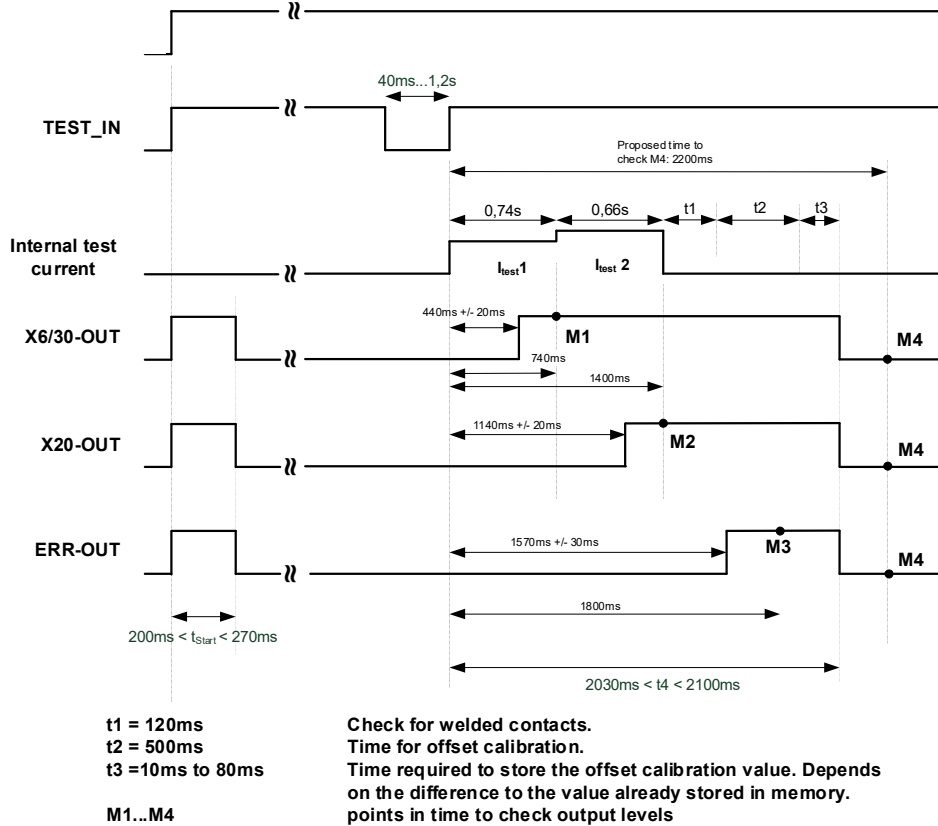 40ms...1,2s
TEST_IN
Proposed time to
check M4: 2200ms
0,74s 0,66s t1 t2 t3
Internal test
current
Itest1 Itest 2
440ms +/- 20ms
X6/30-OUT M1 M4
740ms
1400ms
1140ms +/- 20ms
X20-OUT M2 M4
ERR-OUT 1570ms +/- 30ms M3 M4
1800ms
200ms < tStart < 270ms
2030ms < t4 < 2100ms
t1 = 120ms Check for welded contacts.
t2 = 500ms Time for offset calibration.
t3 =10ms to 80ms Time required to store the offset calibration value. Depends
on the difference to the value already stored in memory.
M1...M4 points in time to check output levels